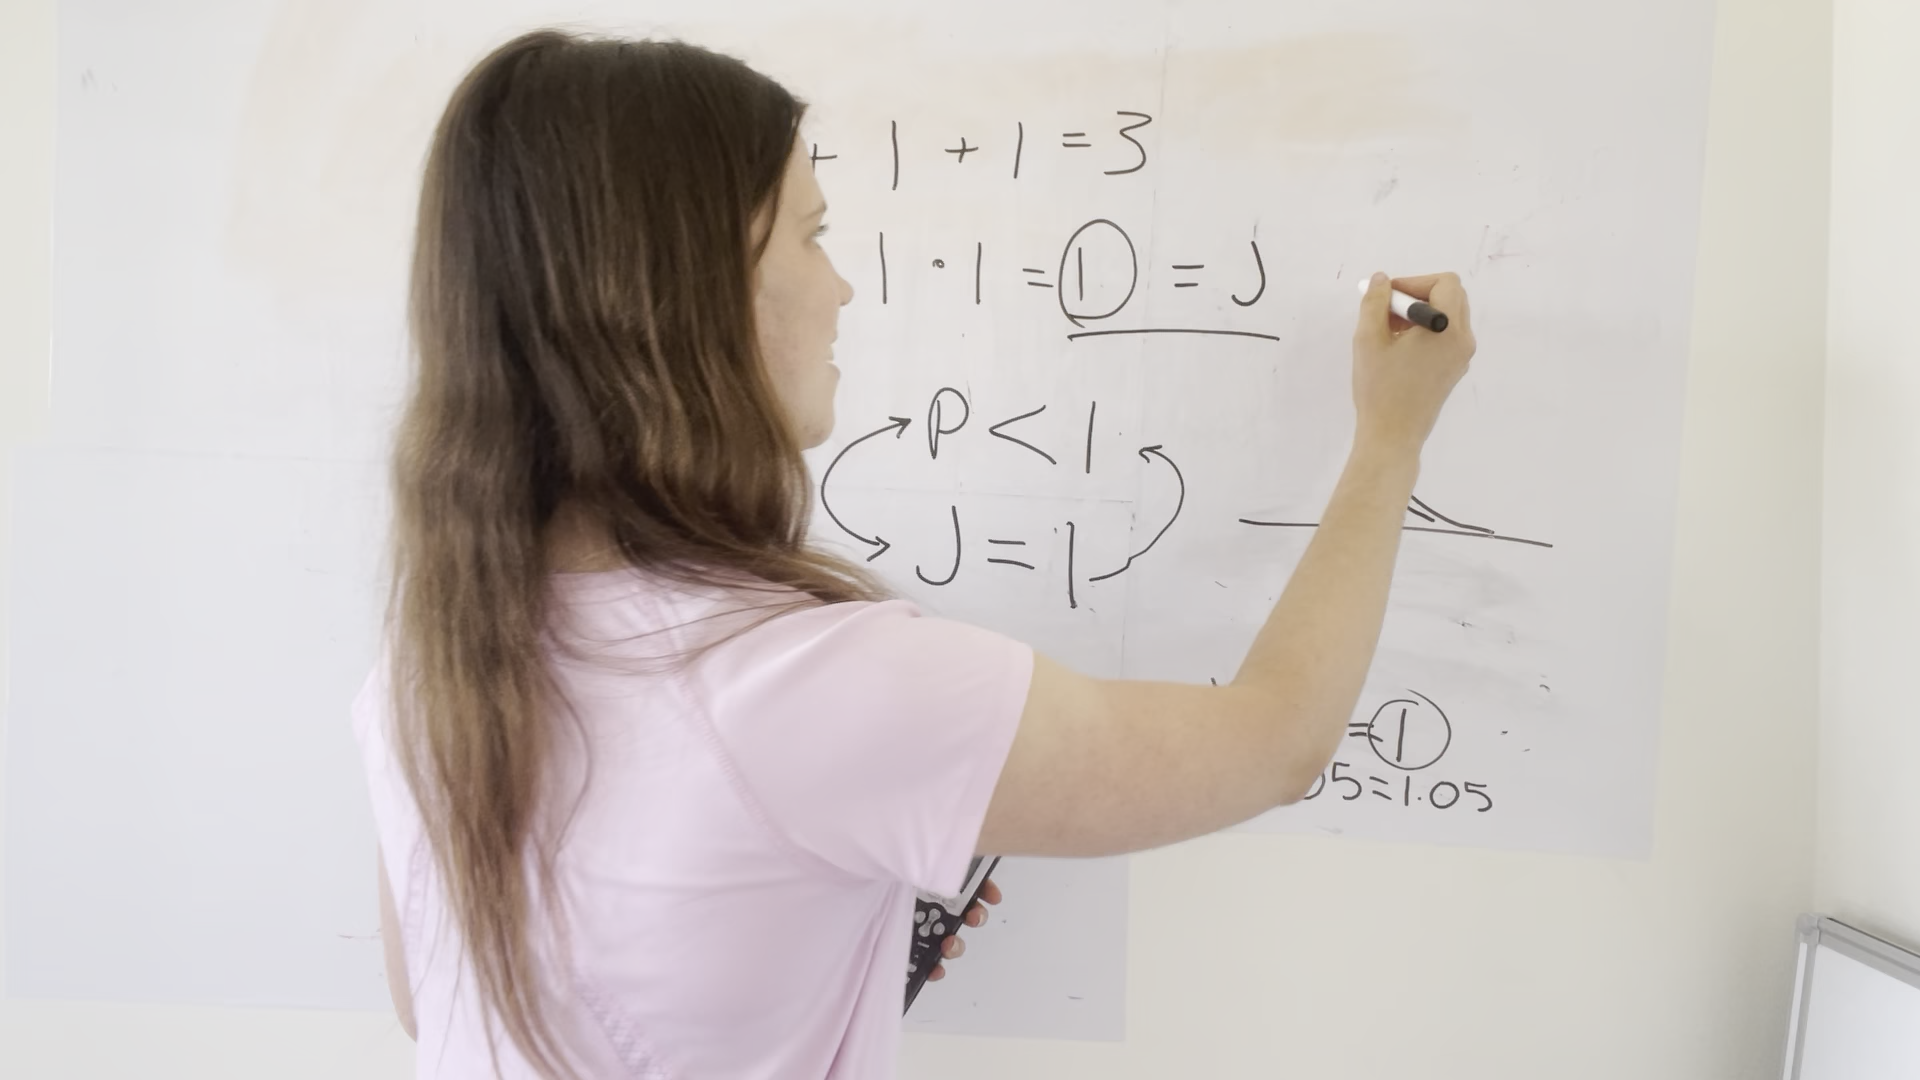 + 1 + 1 = 3
1 · 1 = 1 = J
P < 1
J = 1
= 1
05 = 1.05